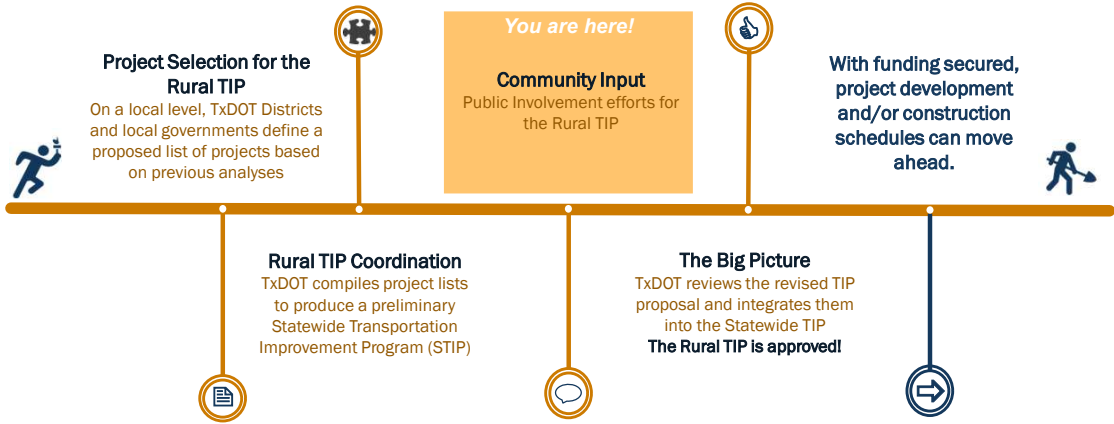 Project Selection for the
Rural TIP
On a local level, TxDOT Districts
and local governments define a
proposed list of projects based
on previous analyses
Rural TIP Coordination
TxDOT compiles project lists
to produce a preliminary
Statewide Transportation
Improvement Program (STIP)
You are here!
Community Input
Public Involvement efforts for
the Rural TIP
The Big Picture
TxDOT reviews the revised TIP
proposal and integrates them
into the Statewide TIP
The Rural TIP is approved!
With funding secured,
project development
and/or construction
schedules can move
ahead.